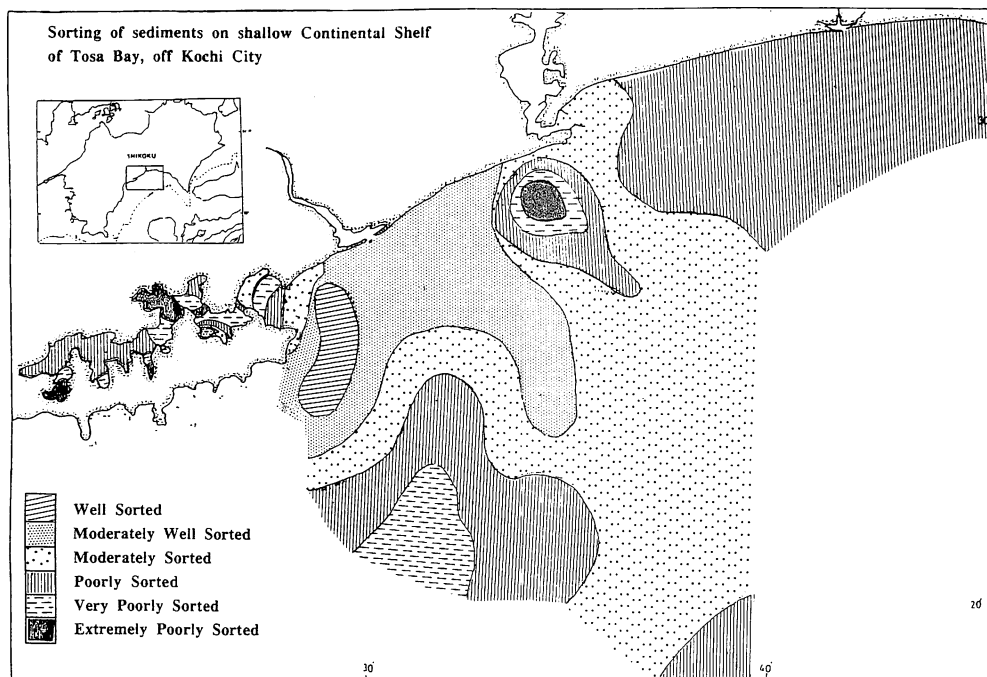 Sorting of sediments on shallow Continental Shelf
of Tosa Bay, off Kochi City
SHIKOKU
Well Sorted
Moderately Well Sorted
Moderately Sorted
Poorly Sorted
Very Poorly Sorted
Extremely Poorly Sorted
20'
30'
40'